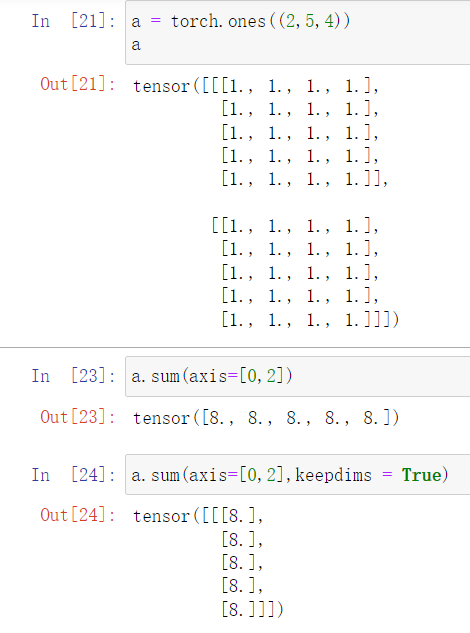 In [21]: a = torch.ones((2,5,4))
a
Out[21]: tensor([[[1., 1., 1., 1.],
[1., 1., 1., 1.],
[1., 1., 1., 1.],
[1., 1., 1., 1.],
[1., 1., 1., 1.]],
[[1., 1., 1., 1.],
[1., 1., 1., 1.],
[1., 1., 1., 1.],
[1., 1., 1., 1.],
[1., 1., 1., 1.]]])
In [23]: a.sum(axis=[0,2])
Out[23]: tensor([8., 8., 8., 8., 8.])
In [24]: a.sum(axis=[0,2],keepdims = True)
Out[24]: tensor([[[8.],
[8.],
[8.],
[8.],
[8.]]])